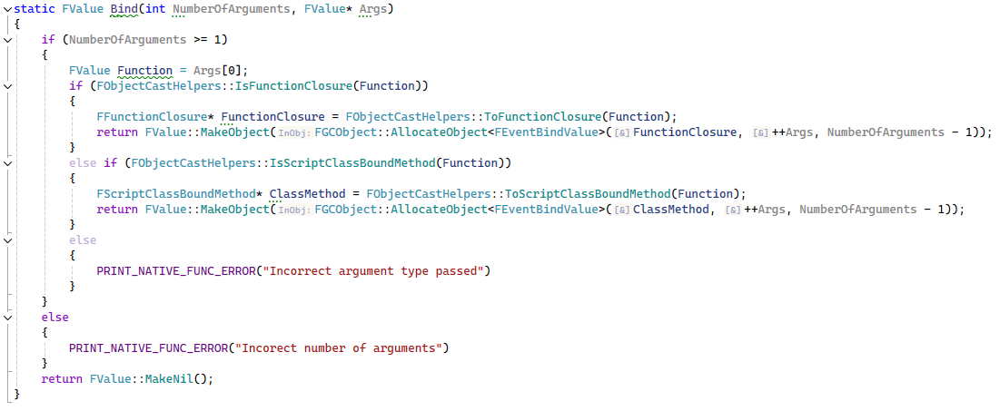 static FValue Bind(int NumberOfArguments, FValue* Args)
{
    if (NumberOfArguments >= 1)
    {
        FValue Function = Args[0];
        if (FObjectCastHelpers::IsFunctionClosure(Function))
        {
            FFunctionClosure* FunctionClosure = FObjectCastHelpers::ToFunctionClosure(Function);
            return FValue::MakeObject(InObj: FGCObject::AllocateObject<FEventBindValue>([&] FunctionClosure, [&] ++Args, NumberOfArguments - 1));
        }
        else if (FObjectCastHelpers::IsScriptClassBoundMethod(Function))
        {
            FScriptClassBoundMethod* ClassMethod = FObjectCastHelpers::ToScriptClassBoundMethod(Function);
            return FValue::MakeObject(InObj: FGCObject::AllocateObject<FEventBindValue>([&] ClassMethod, [&] ++Args, NumberOfArguments - 1));
        }
        else
        {
            PRINT_NATIVE_FUNC_ERROR("Incorrect argument type passed")
        }
    }
    else
    {
        PRINT_NATIVE_FUNC_ERROR("Incorect number of arguments")
    }
    return FValue::MakeNil();
}